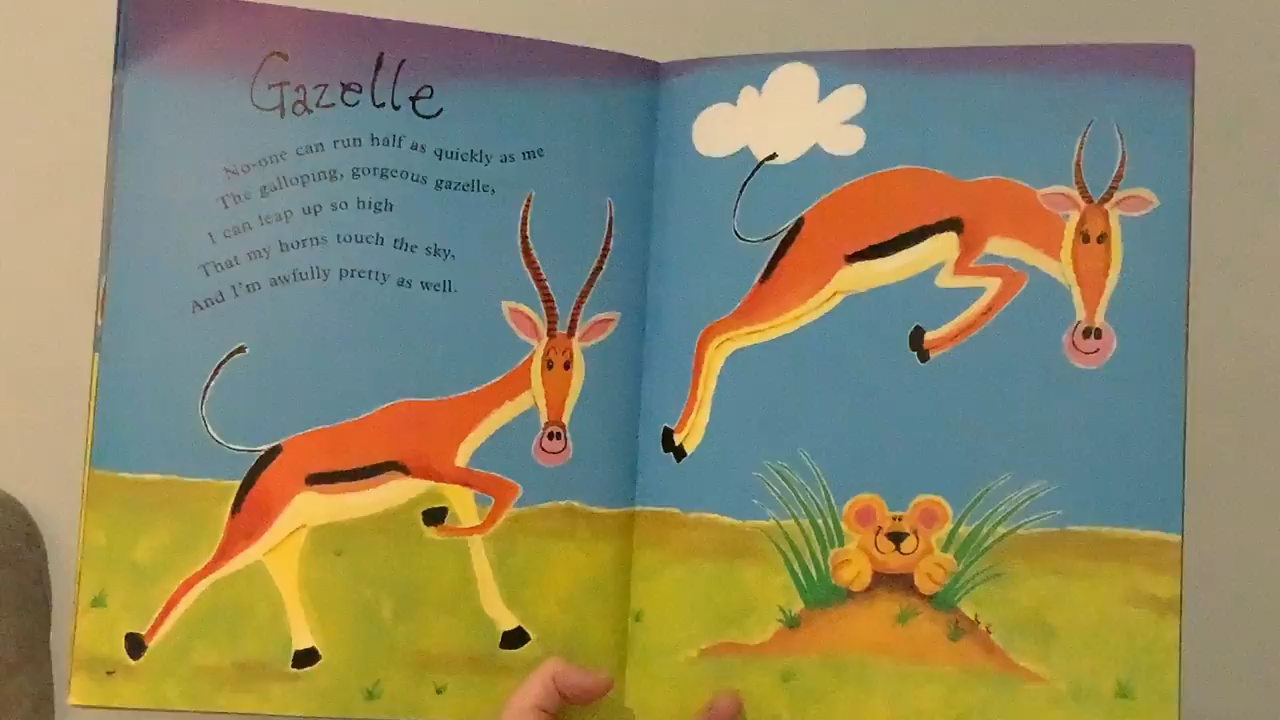 Gazelle
No-one can run half as quickly as me
The galloping, gorgeous gazelle,
I can leap up so high
That my horns touch the sky,
And I'm awfully pretty as well.